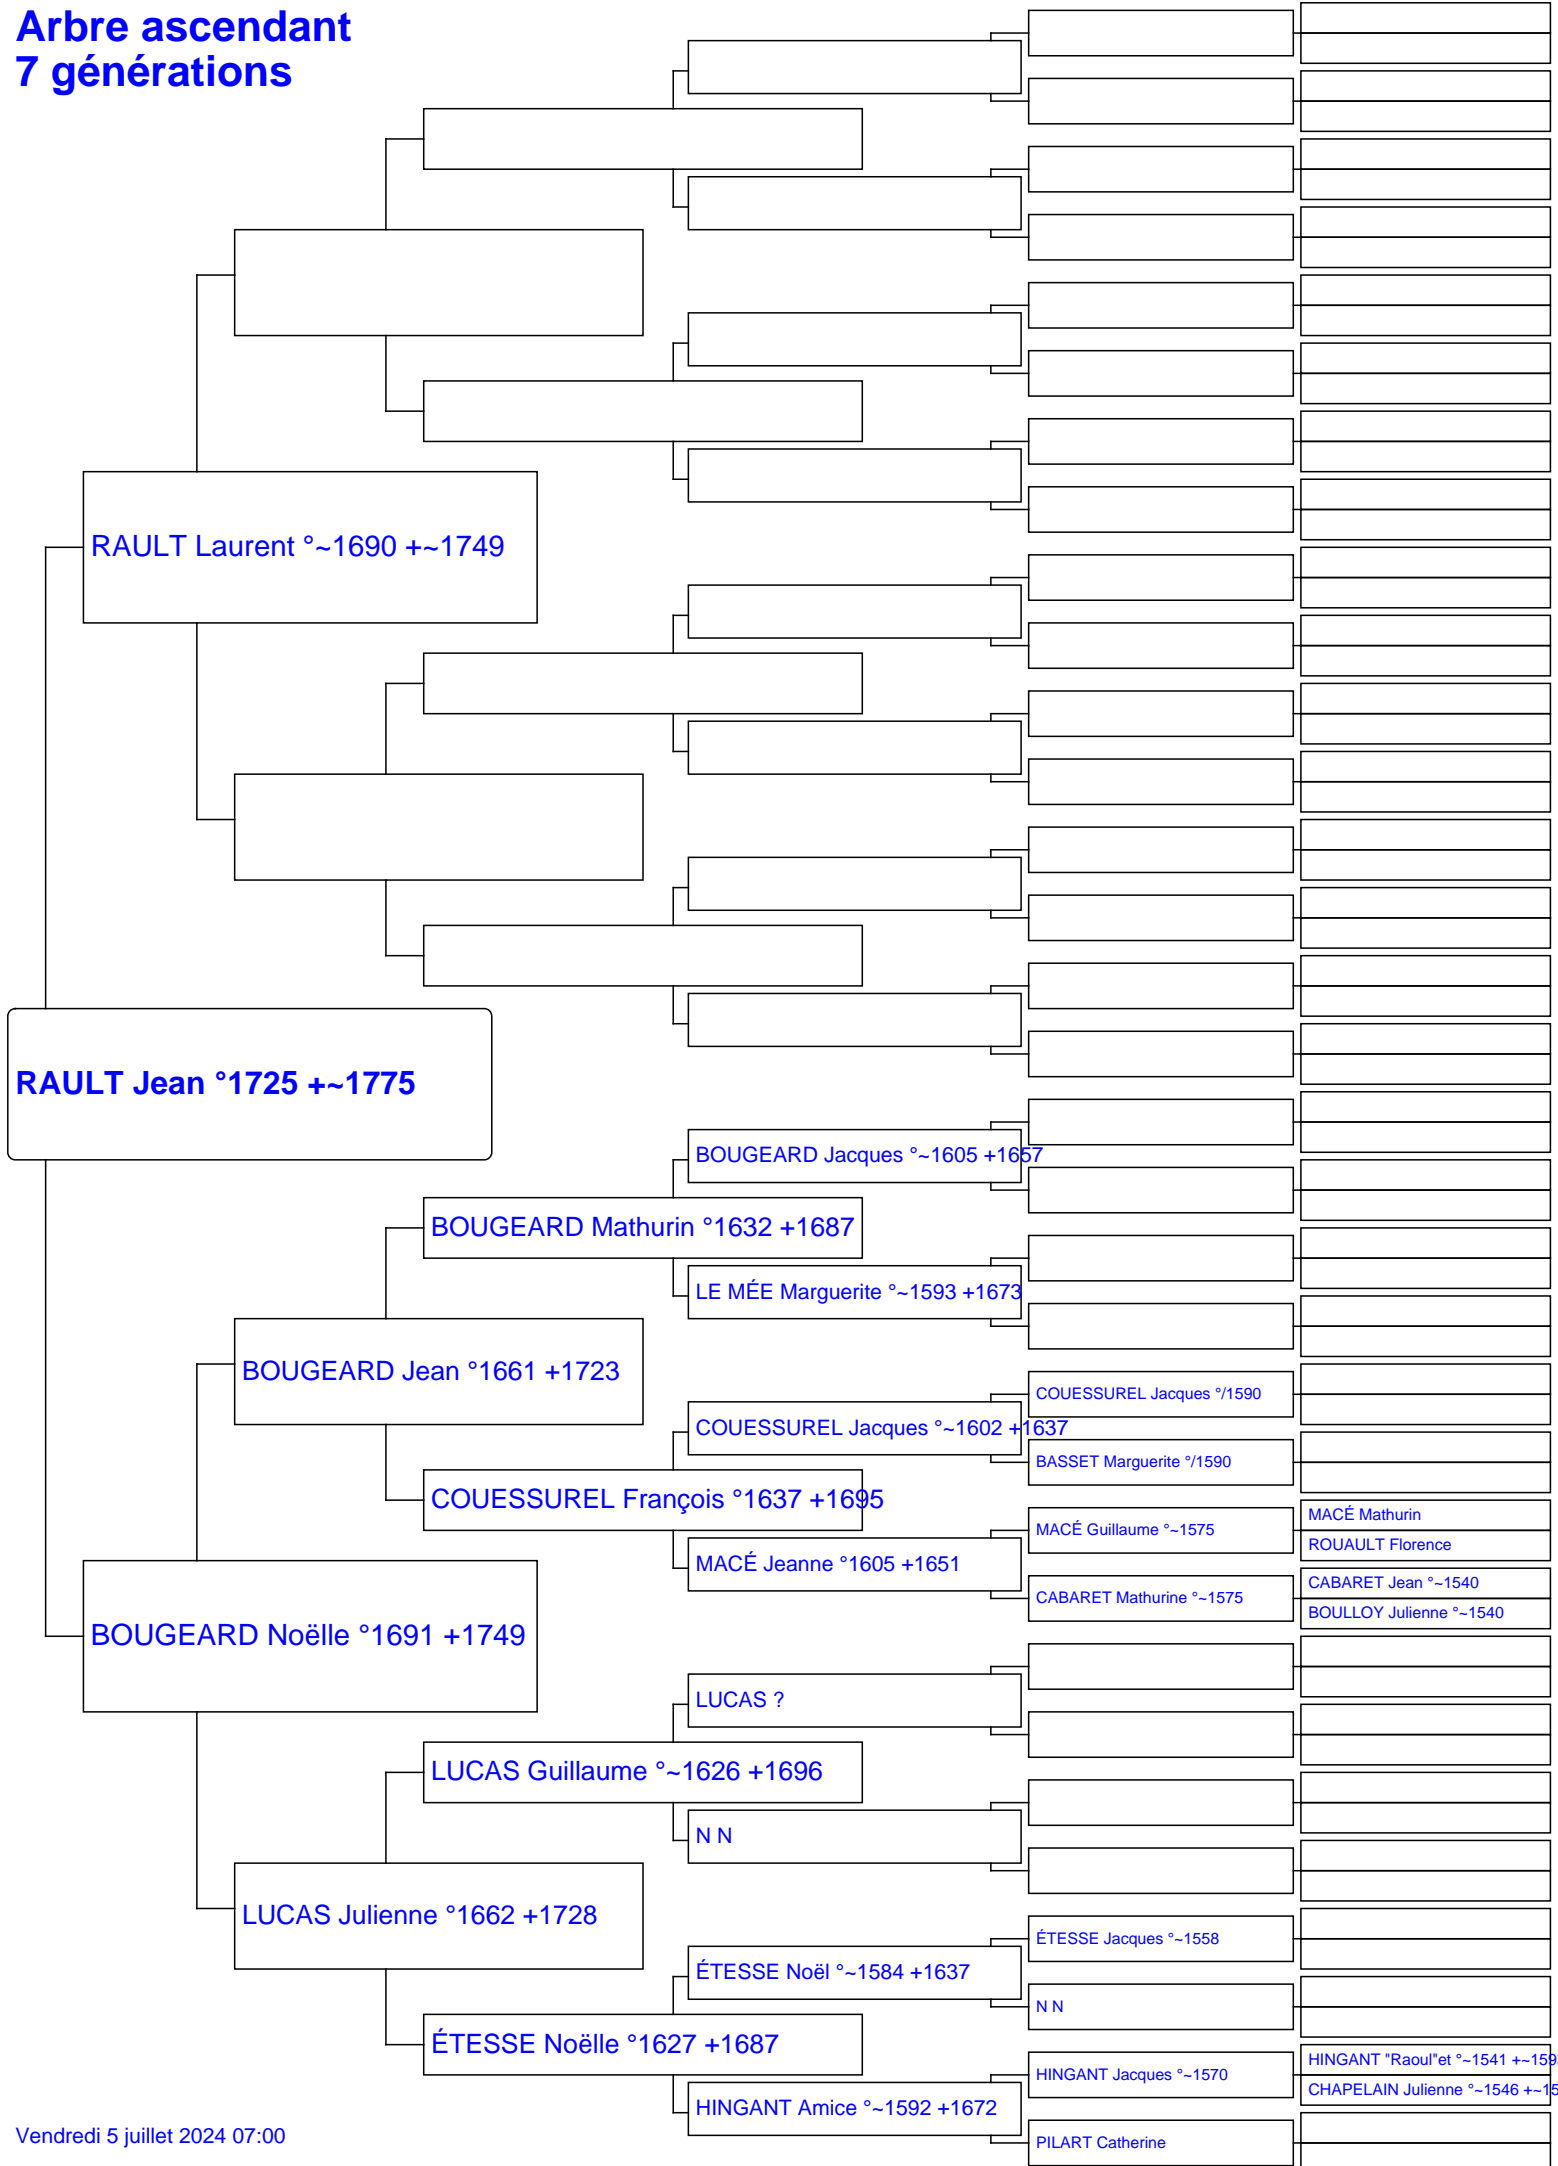 Arbre ascendant
7 générations
RAULT Laurent °~1690 +~1749
RAULT Jean °1725 +~1775
BOUGEARD Jacques °~1605 +1657
BOUGEARD Mathurin °1632 +1687
LE MÉE Marguerite °~1593 +1673
BOUGEARD Jean °1661 +1723
COUESSUREL Jacques °/1590
COUESSUREL Jacques °~1602 +1637
BASSET Marguerite °/1590
COUESSUREL François °1637 +1695
MACÉ Mathurin
MACÉ Guillaume °~1575
ROUAULT Florence
MACÉ Jeanne °1605 +1651
CABARET Jean °~1540
CABARET Mathurine °~1575
BOULLOY Julienne °~1540
BOUGEARD Noëlle °1691 +1749
LUCAS ?
LUCAS Guillaume °~1626 +1696
N N
LUCAS Julienne °1662 +1728
ÉTESSE Jacques °~1558
ÉTESSE Noël °~1584 +1637
N N
ÉTESSE Noëlle °1627 +1687
HINGANT "Raoul"et °~1541
HINGANT Jacques °~1570
CHAPELAIN Julienne °~1546
HINGANT Amice °~1592 +1672
PILART Catherine
Vendredi 5 juillet 2024 07:00